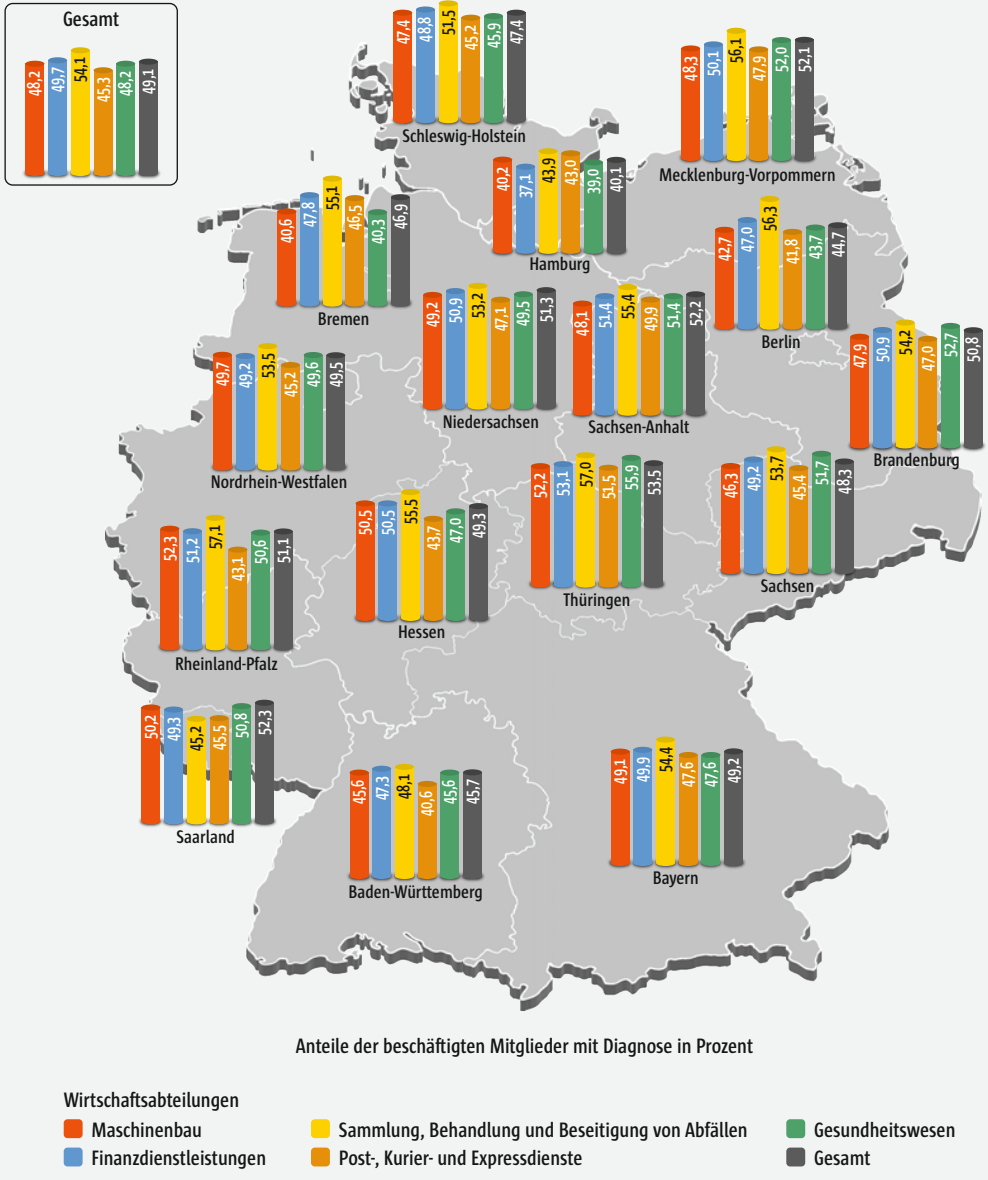 Gesamt
48,2 49,7 54,1 45,3 48,2 49,1
47,4 48,8 51,5 45,2 45,9 47,4
Schleswig-Holstein
48,3 50,1 56,1 47,9 52,0 52,1
Mecklenburg-Vorpommern
40,2 37,1 43,9 43,0 39,0 40,1
Hamburg
40,6 47,8 55,1 46,5 40,3 46,9
Bremen
42,7 47,0 56,3 41,8 43,7 44,7
Berlin
49,2 50,9 53,2 47,1 49,5 51,3
Niedersachsen
48,1 51,4 55,4 49,9 51,4 52,2
Sachsen-Anhalt
47,9 50,9 54,2 47,0 52,7 50,8
Brandenburg
49,7 49,2 53,5 45,2 49,6 49,5
Nordrhein-Westfalen
50,5 50,5 55,5 43,7 47,0 49,3
Hessen
52,2 53,1 57,0 51,5 55,9 53,5
Thüringen
46,3 49,2 53,7 45,4 51,7 48,3
Sachsen
52,3 51,2 57,1 43,1 50,6 51,1
Rheinland-Pfalz
50,2 49,3 45,2 45,5 50,8 52,3
Saarland
45,6 47,3 48,1 40,6 45,6 45,7
Baden-Württemberg
49,1 49,9 54,4 47,6 47,6 49,2
Bayern
Anteile der beschäftigten Mitglieder mit Diagnose in Prozent
Wirtschaftsabteilungen
Maschinenbau
Sammlung, Behandlung und Beseitigung von Abfällen
Gesundheitswesen
Finanzdienstleistungen
Post-, Kurier- und Expressdienste
Gesamt